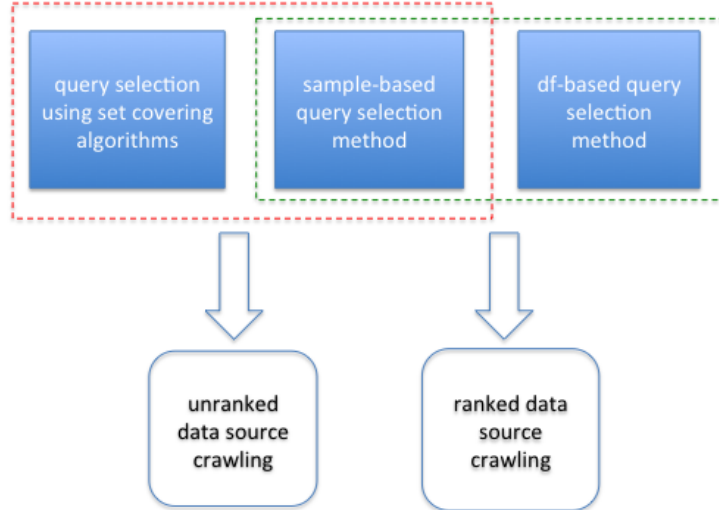 query selection
using set covering
algorithms
sample-based
query selection
method
df-based query
selection
method
unranked
data source
crawling
ranked data
source
crawling